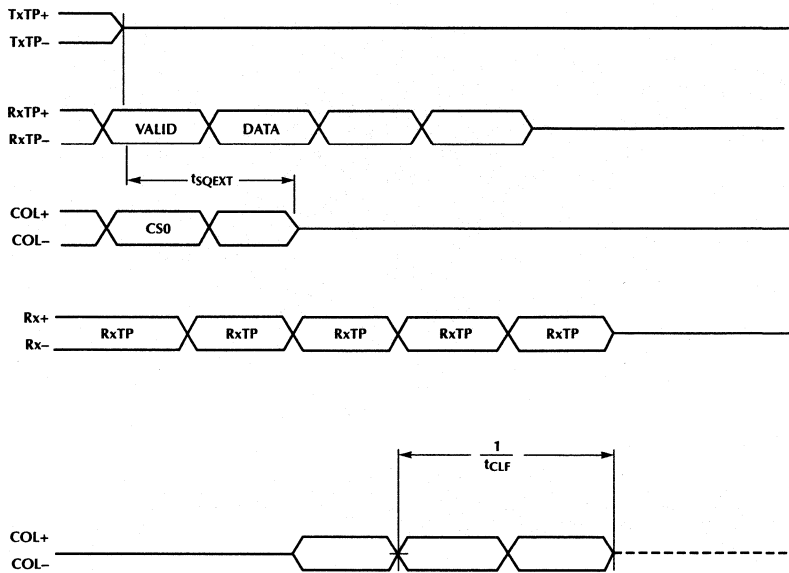 TxTP+
TxTP–
RxTP+
RxTP–
VALID DATA
tSQEXT
COL+
COL–
CS0
Rx+
Rx–
RxTP RxTP RxTP RxTP RxTP
1
tCLF
COL+
COL–